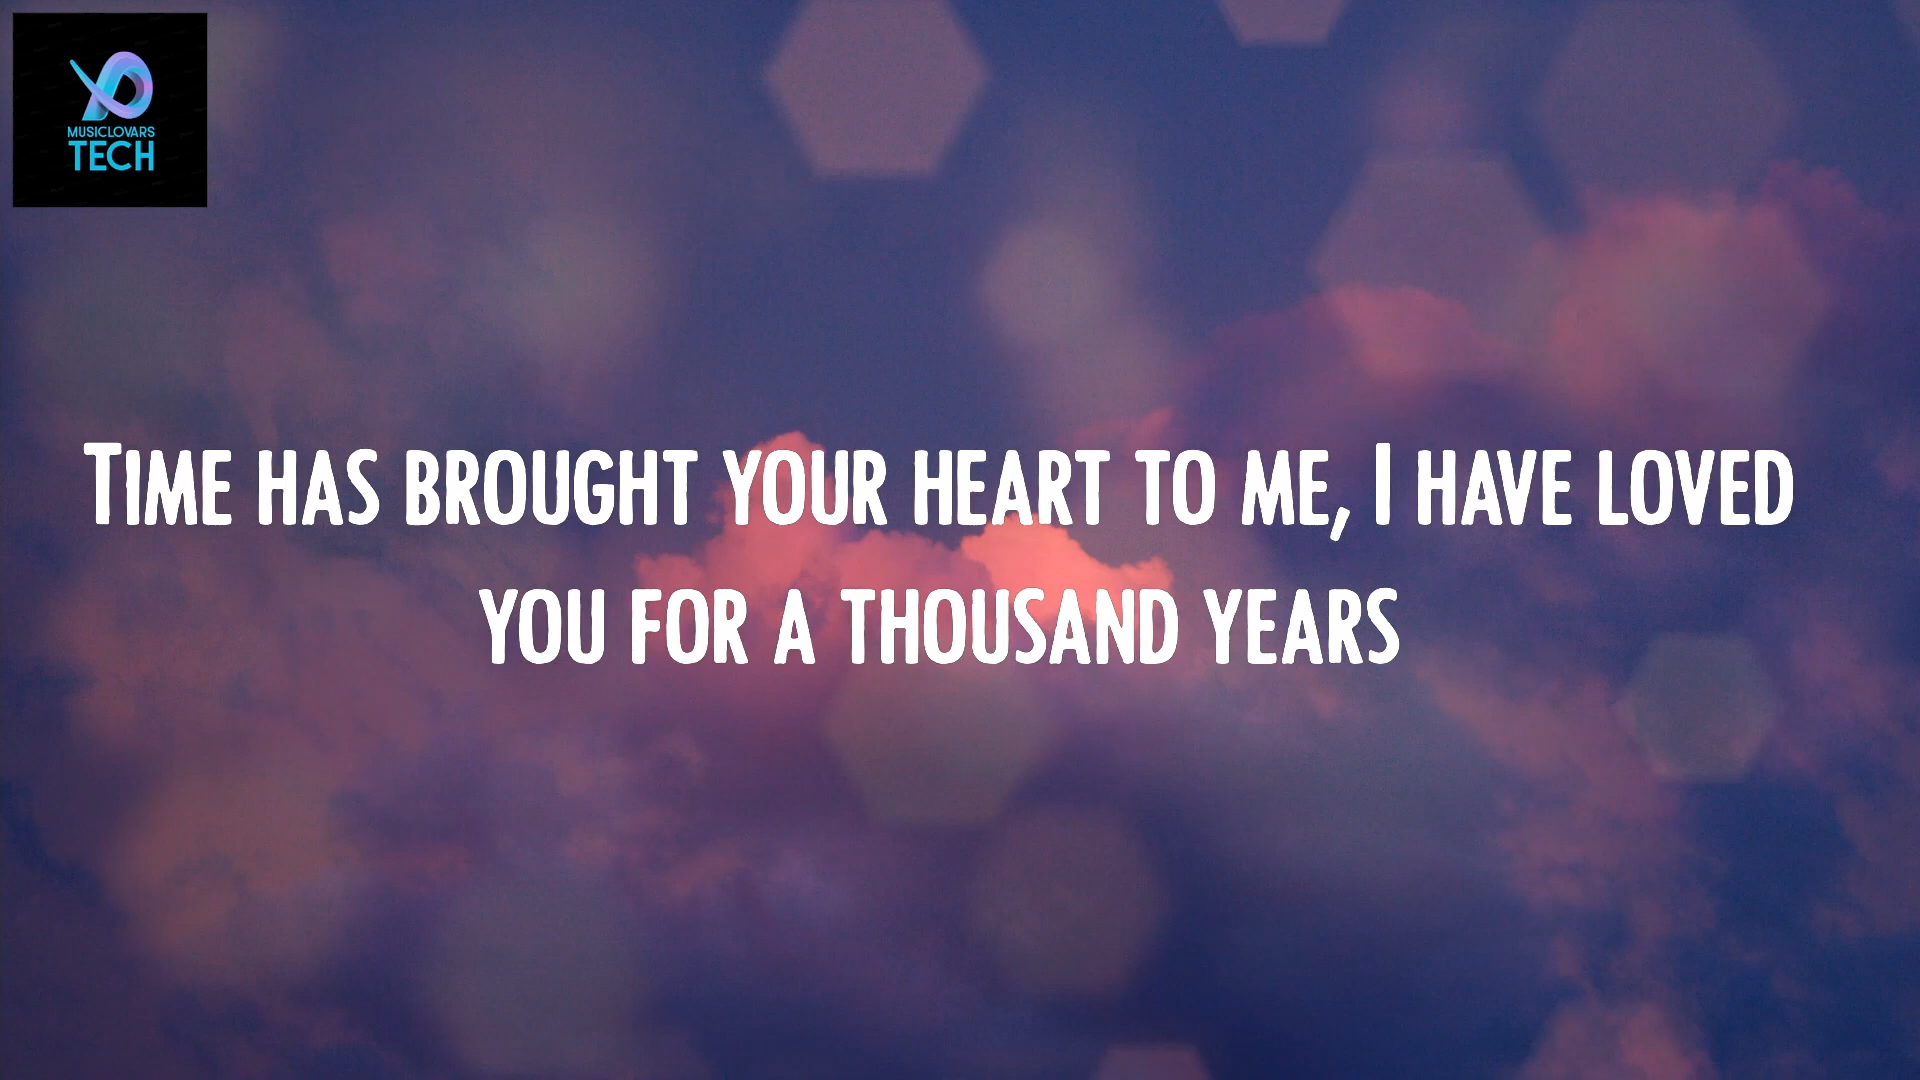 MUSICLOVARS
TECH
TIME HAS BROUGHT YOUR HEART TO ME, I HAVE LOVED
YOU FOR A THOUSAND YEARS